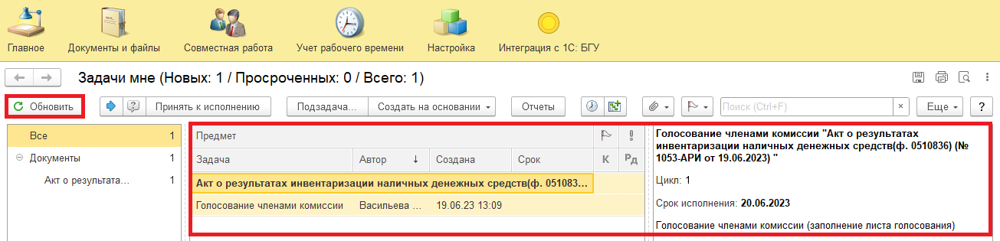 Главное Документы и файлы Совместная работа Учет рабочего времени Настройка Интеграция с 1С: БГУ
Задачи мне (Новых: 1 / Просроченных: 0 / Всего: 1)
Обновить Принять к исполнению Подзадача... Создать на основании Отчеты Поиск (Ctrl+F) × Еще ?
Все 1
Документы 1
Акт о результата... 1
Предмет
Задача Автор ↓ Создана Срок К Рд
Акт о результатах инвентаризации наличных денежных средств(ф. 051083...
Голосование членами комиссии Васильева ... 19.06.23 13:09
Голосование членами комиссии "Акт о результатах
инвентаризации наличных денежных средств(ф. 0510836) (№
1053-АРИ от 19.06.2023) "
Цикл: 1
Срок исполнения: 20.06.2023
Голосование членами комиссии (заполнение листа голосования)